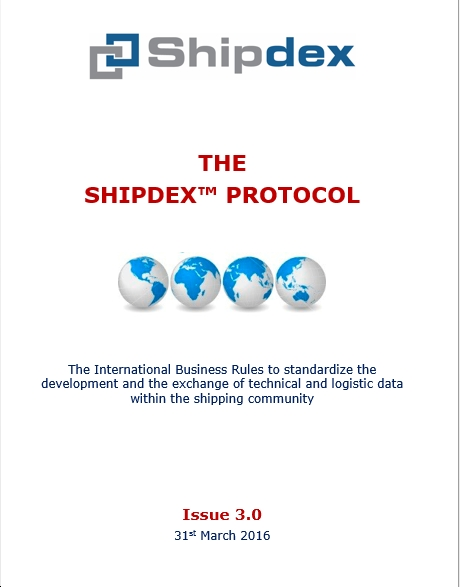 Shipdex
THE
SHIPDEX™ PROTOCOL
The International Business Rules to standardize the
development and the exchange of technical and logistic data
within the shipping community
Issue 3.0
31st March 2016